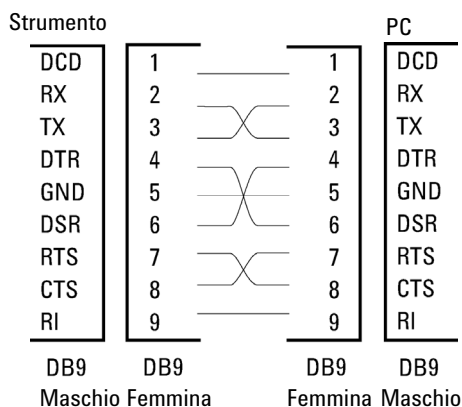 Strumento PC
DCD 1 1 DCD
RX 2 2 RX
TX 3 3 TX
DTR 4 4 DTR
GND 5 5 GND
DSR 6 6 DSR
RTS 7 7 RTS
CTS 8 8 CTS
RI 9 9 RI
DB9 DB9 DB9 DB9
Maschio Femmina Femmina Maschio